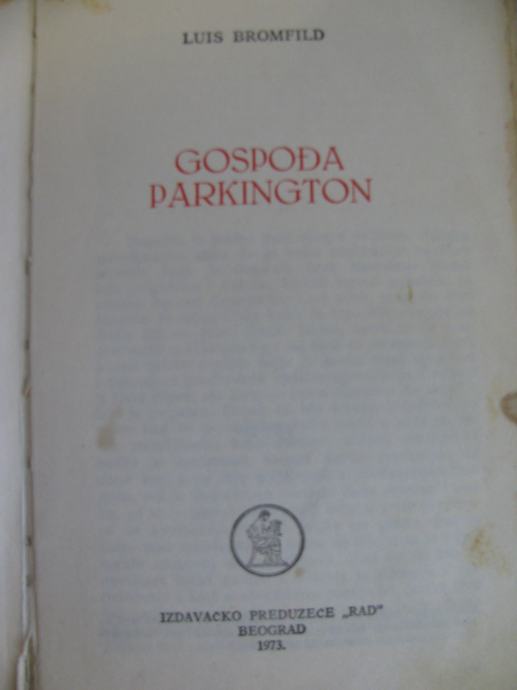 LUIS BROMFILD
GOSPOĐA
PARKINGTON
IZDAVAČKO PREDUZEĆE „RAD"
BEOGRAD
1973.